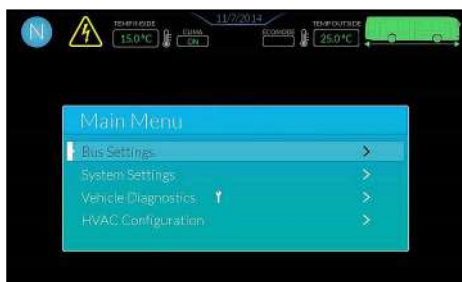 N
TEMP INSIDE
15.0 °C
CLIMA
ON
11/7/2014
ECOMODE
TEMP OUTSIDE
25.0 °C
Main Menu
Bus Settings
System Settings
Vehicle Diagnostics
HVAC Configuration